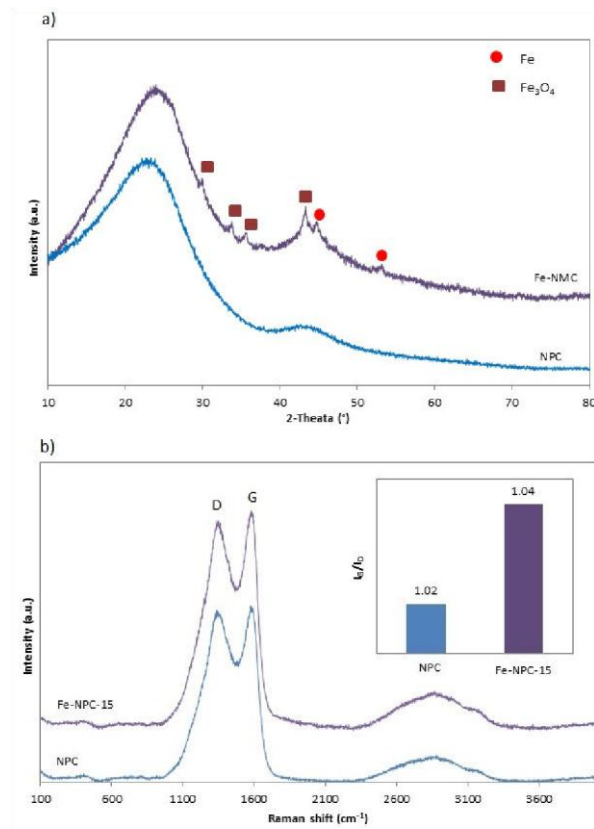 a)
Fe
Fe₃O₄
Intensity (a.u.)
Fe-NMC
NPC
10 20 30 40 50 60 70 80
2-Theata (°)
b)
D G
1.04
1.02
I_G/I_D
NPC Fe-NPC-15
Intensity (a.u.)
Fe-NPC-15
NPC
100 600 1100 1600 2100 2600 3100 3600
Raman shift (cm⁻¹)